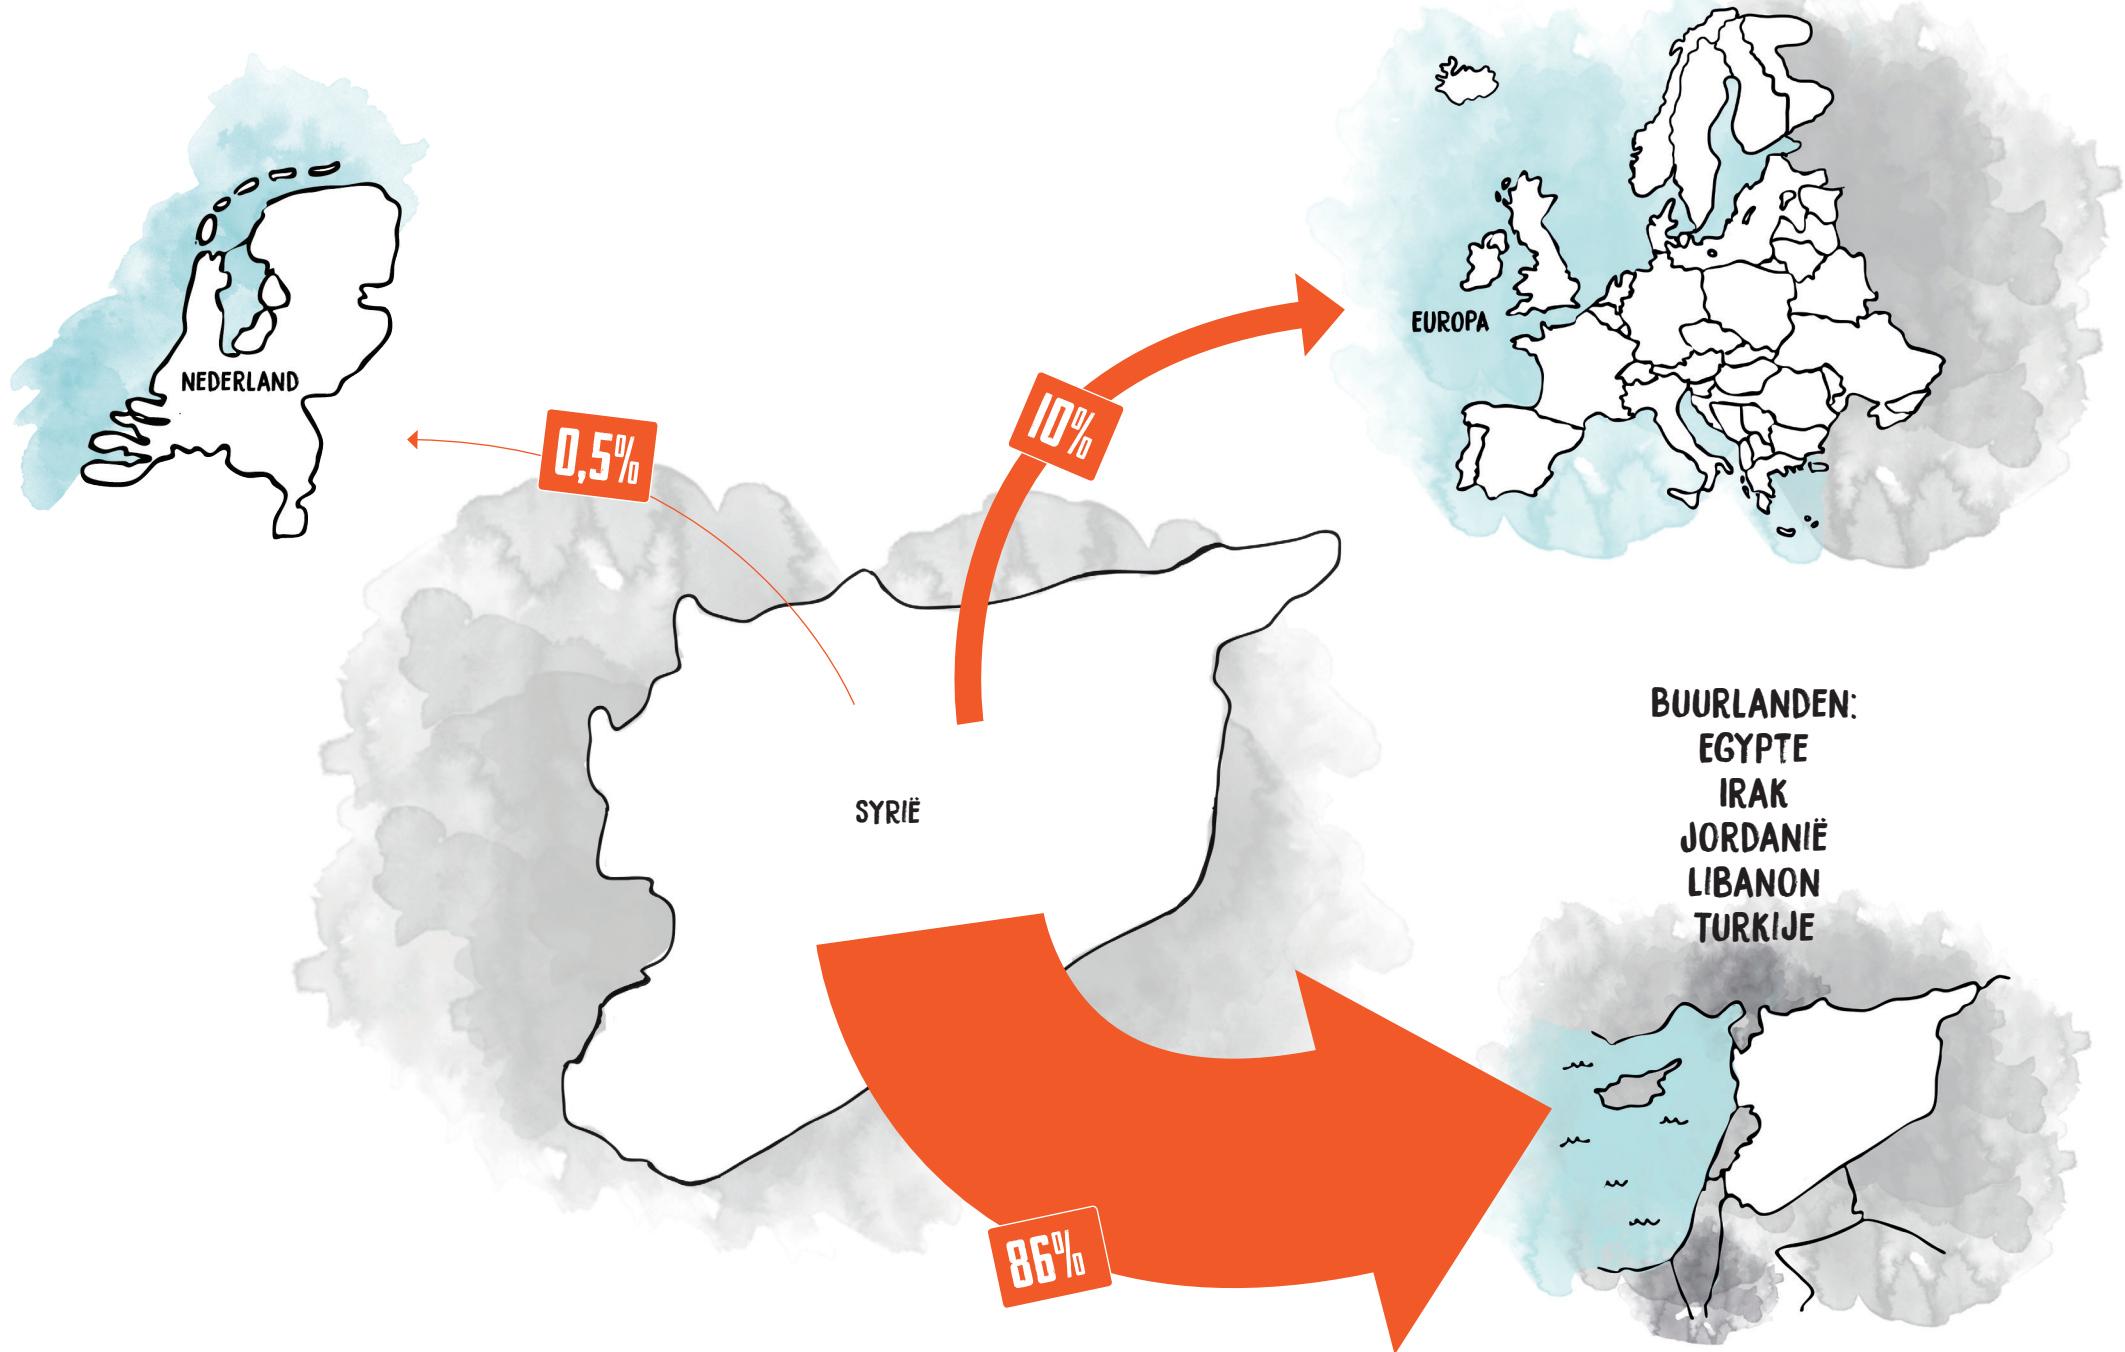 NEDERLAND
0,5%
10%
EUROPA
SYRIË
BUURLANDEN:
EGYPTE
IRAK
JORDANIË
LIBANON
TURKIJE
86%